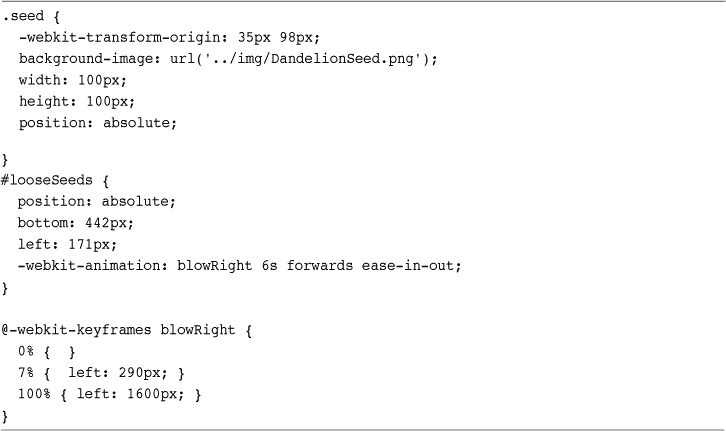 .seed {
-webkit-transform-origin: 35px 98px;
background-image: url('../img/DandelionSeed.png');
width: 100px;
height: 100px;
position: absolute;
}
#looseSeeds {
position: absolute;
bottom: 442px;
left: 171px;
-webkit-animation: blowRight 6s forwards ease-in-out;
}
@-webkit-keyframes blowRight {
0% {  }
7% {  left: 290px; }
100% { left: 1600px; }
}